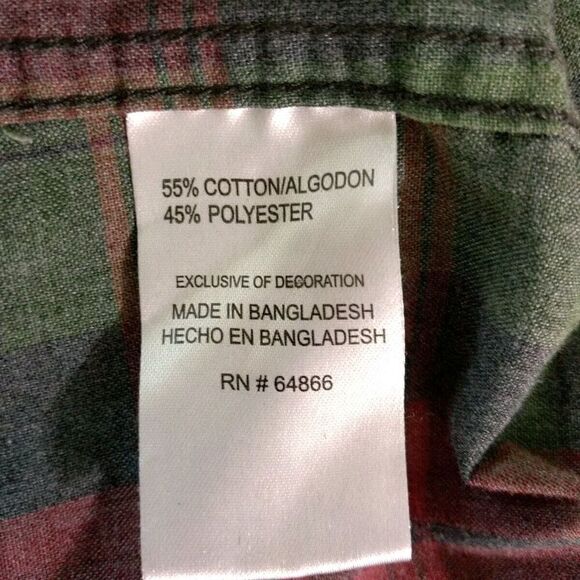 55% COTTON/ALGODON
45% POLYESTER
EXCLUSIVE OF DECORATION
MADE IN BANGLADESH
HECHO EN BANGLADESH
RN # 64866